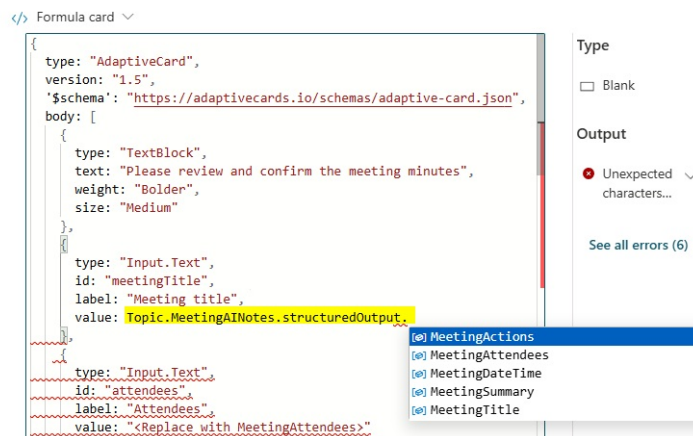 </> Formula card
{
type: "AdaptiveCard",
version: "1.5",
'$schema': "https://adaptivecards.io/schemas/adaptive-card.json",
body: [
{
type: "TextBlock",
text: "Please review and confirm the meeting minutes",
weight: "Bolder",
size: "Medium"
},
{
type: "Input.Text",
id: "meetingTitle",
label: "Meeting title",
value: Topic.MeetingAINotes.structuredOutput.
},
{
type: "Input.Text",
id: "attendees",
label: "Attendees",
value: "<Replace with MeetingAttendees>"
MeetingActions
MeetingAttendees
MeetingDateTime
MeetingSummary
MeetingTitle
Type
Blank
Output
Unexpected
characters...
See all errors (6)